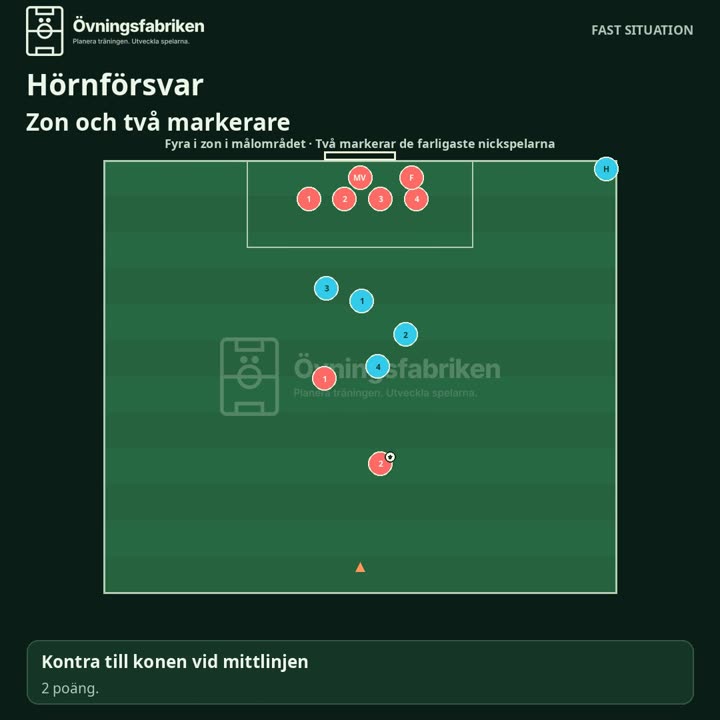 Övningsfabriken
Planera träningen. Utveckla spelarna.
FAST SITUATION
Hörnförsvar
Zon och två markerare
Fyra i zon i målområdet · Två markerar de farligaste nickspelarna
H
MV
F
1
2
3
4
3
1
2
4
Övningsfabriken
Planera träningen. Utveckla spelarna.
1
2
Kontra till konen vid mittlinjen
2 poäng.